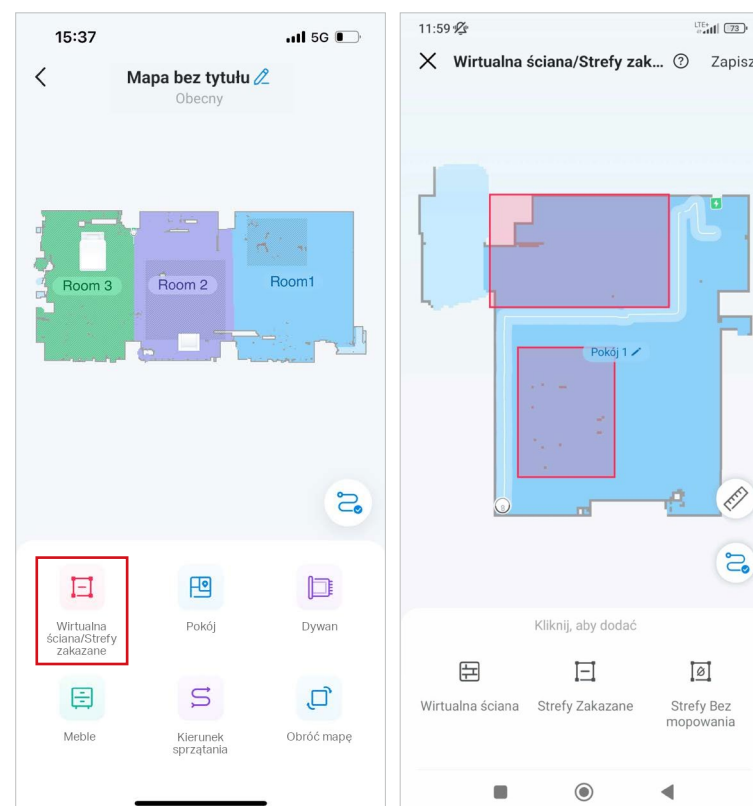 15:37
5G
Mapa bez tytułu
Obecny
Room 3
Room 2
Room1
Wirtualna
ściana/Strefy
zakazane
Pokój
Dywan
Meble
Kierunek
sprzątania
Obróć mapę
11:59
LTE+
73
Wirtualna ściana/Strefy zak...
Zapisz
Pokój 1
Kliknij, aby dodać
Wirtualna ściana
Strefy Zakazane
Strefy Bez
mopowania